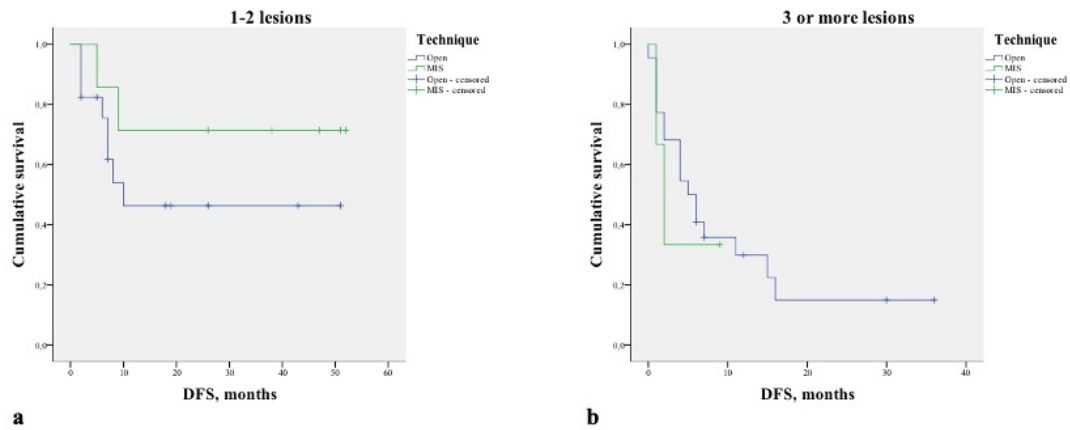 1-2 lesions
Technique
Open
MIS
Open - censored
MIS - censored
Cumulative survival
1,0
0,8
0,6
0,4
0,2
0,0
0 10 20 30 40 50 60
DFS, months
a
3 or more lesions
Technique
Open
MIS
Open - censored
MIS - censored
Cumulative survival
1,0
0,8
0,6
0,4
0,2
0,0
0 10 20 30 40
DFS, months
b